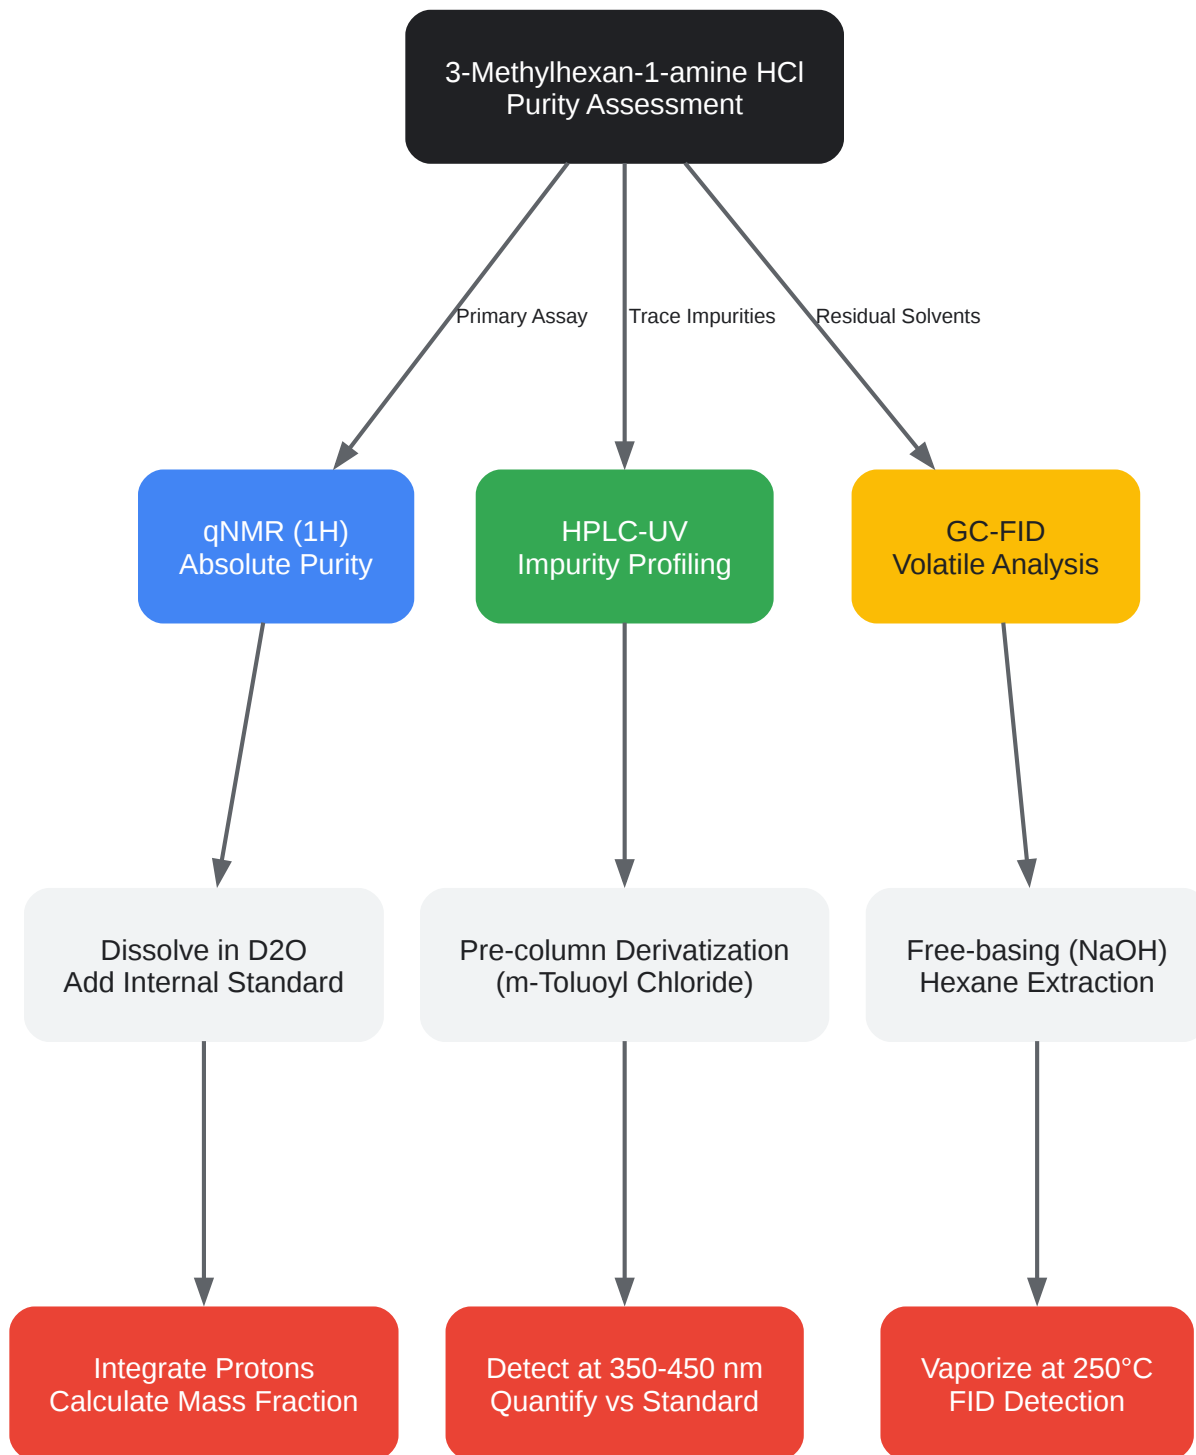 3-Methylhexan-1-amine HCl
Purity Assessment
Primary Assay
Trace Impurities
Residual Solvents
qNMR (1H)
Absolute Purity
HPLC-UV
Impurity Profiling
GC-FID
Volatile Analysis
Dissolve in D2O
Add Internal Standard
Pre-column Derivatization
(m-Toluoyl Chloride)
Free-basing (NaOH)
Hexane Extraction
Integrate Protons
Calculate Mass Fraction
Detect at 350-450 nm
Quantify vs Standard
Vaporize at 250°C
FID Detection